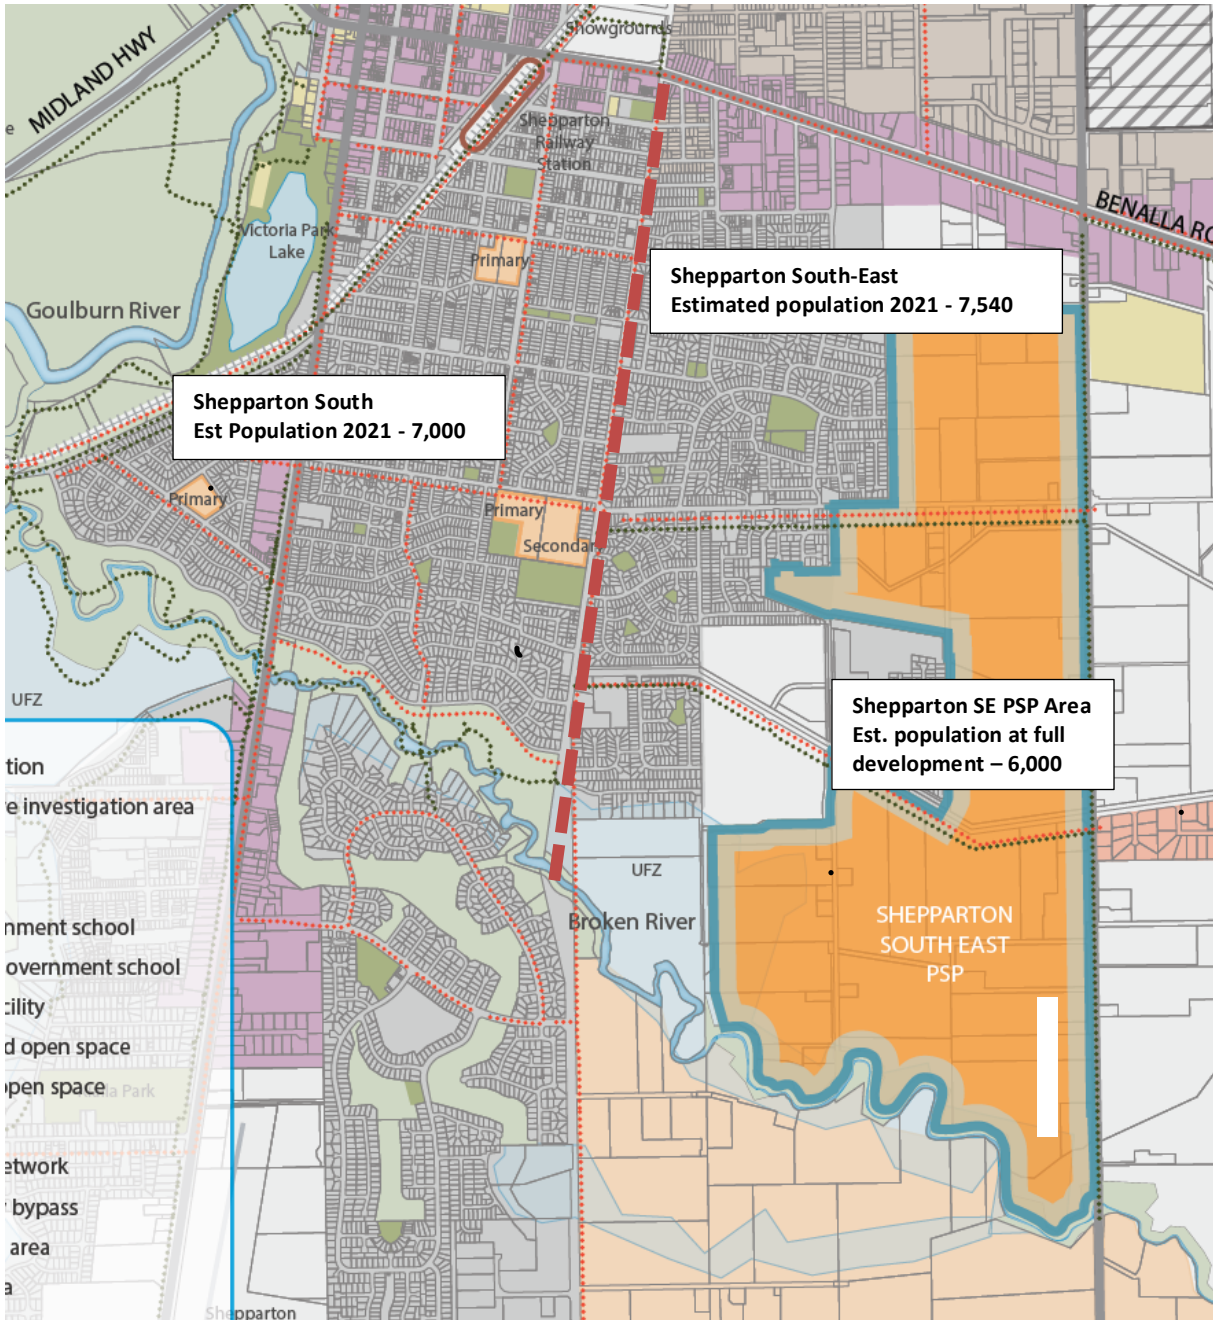 Showgrounds
MIDLAND HWY
Shepparton
Railway
Station
BENALLA
Victoria Park
Lake
Primary
Shepparton South-East
Estimated population 2021 - 7,540
Goulburn River
Shepparton South
Est Population 2021 - 7,000
Primary
Primary
Secondary
UFZ
Shepparton SE PSP Area
Est. population at full
development – 6,000
tion
e investigation area
UFZ
Broken River
SHEPPARTON
SOUTH EAST
PSP
nment school
overnment school
cility
d open space
open space
Park
etwork
bypass
area
a
Shepparton